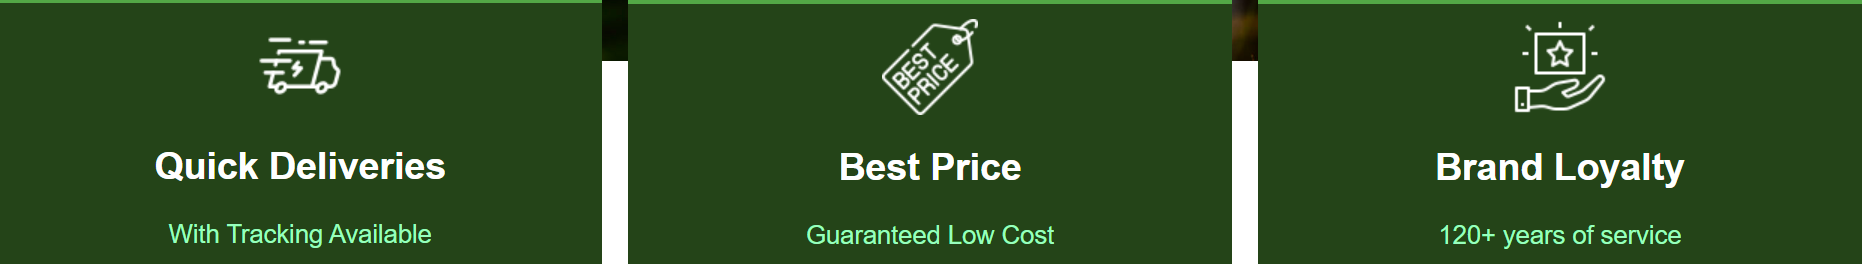 BEST
PRICE
Quick Deliveries
Best Price
Brand Loyalty
With Tracking Available
Guaranteed Low Cost
120+ years of service